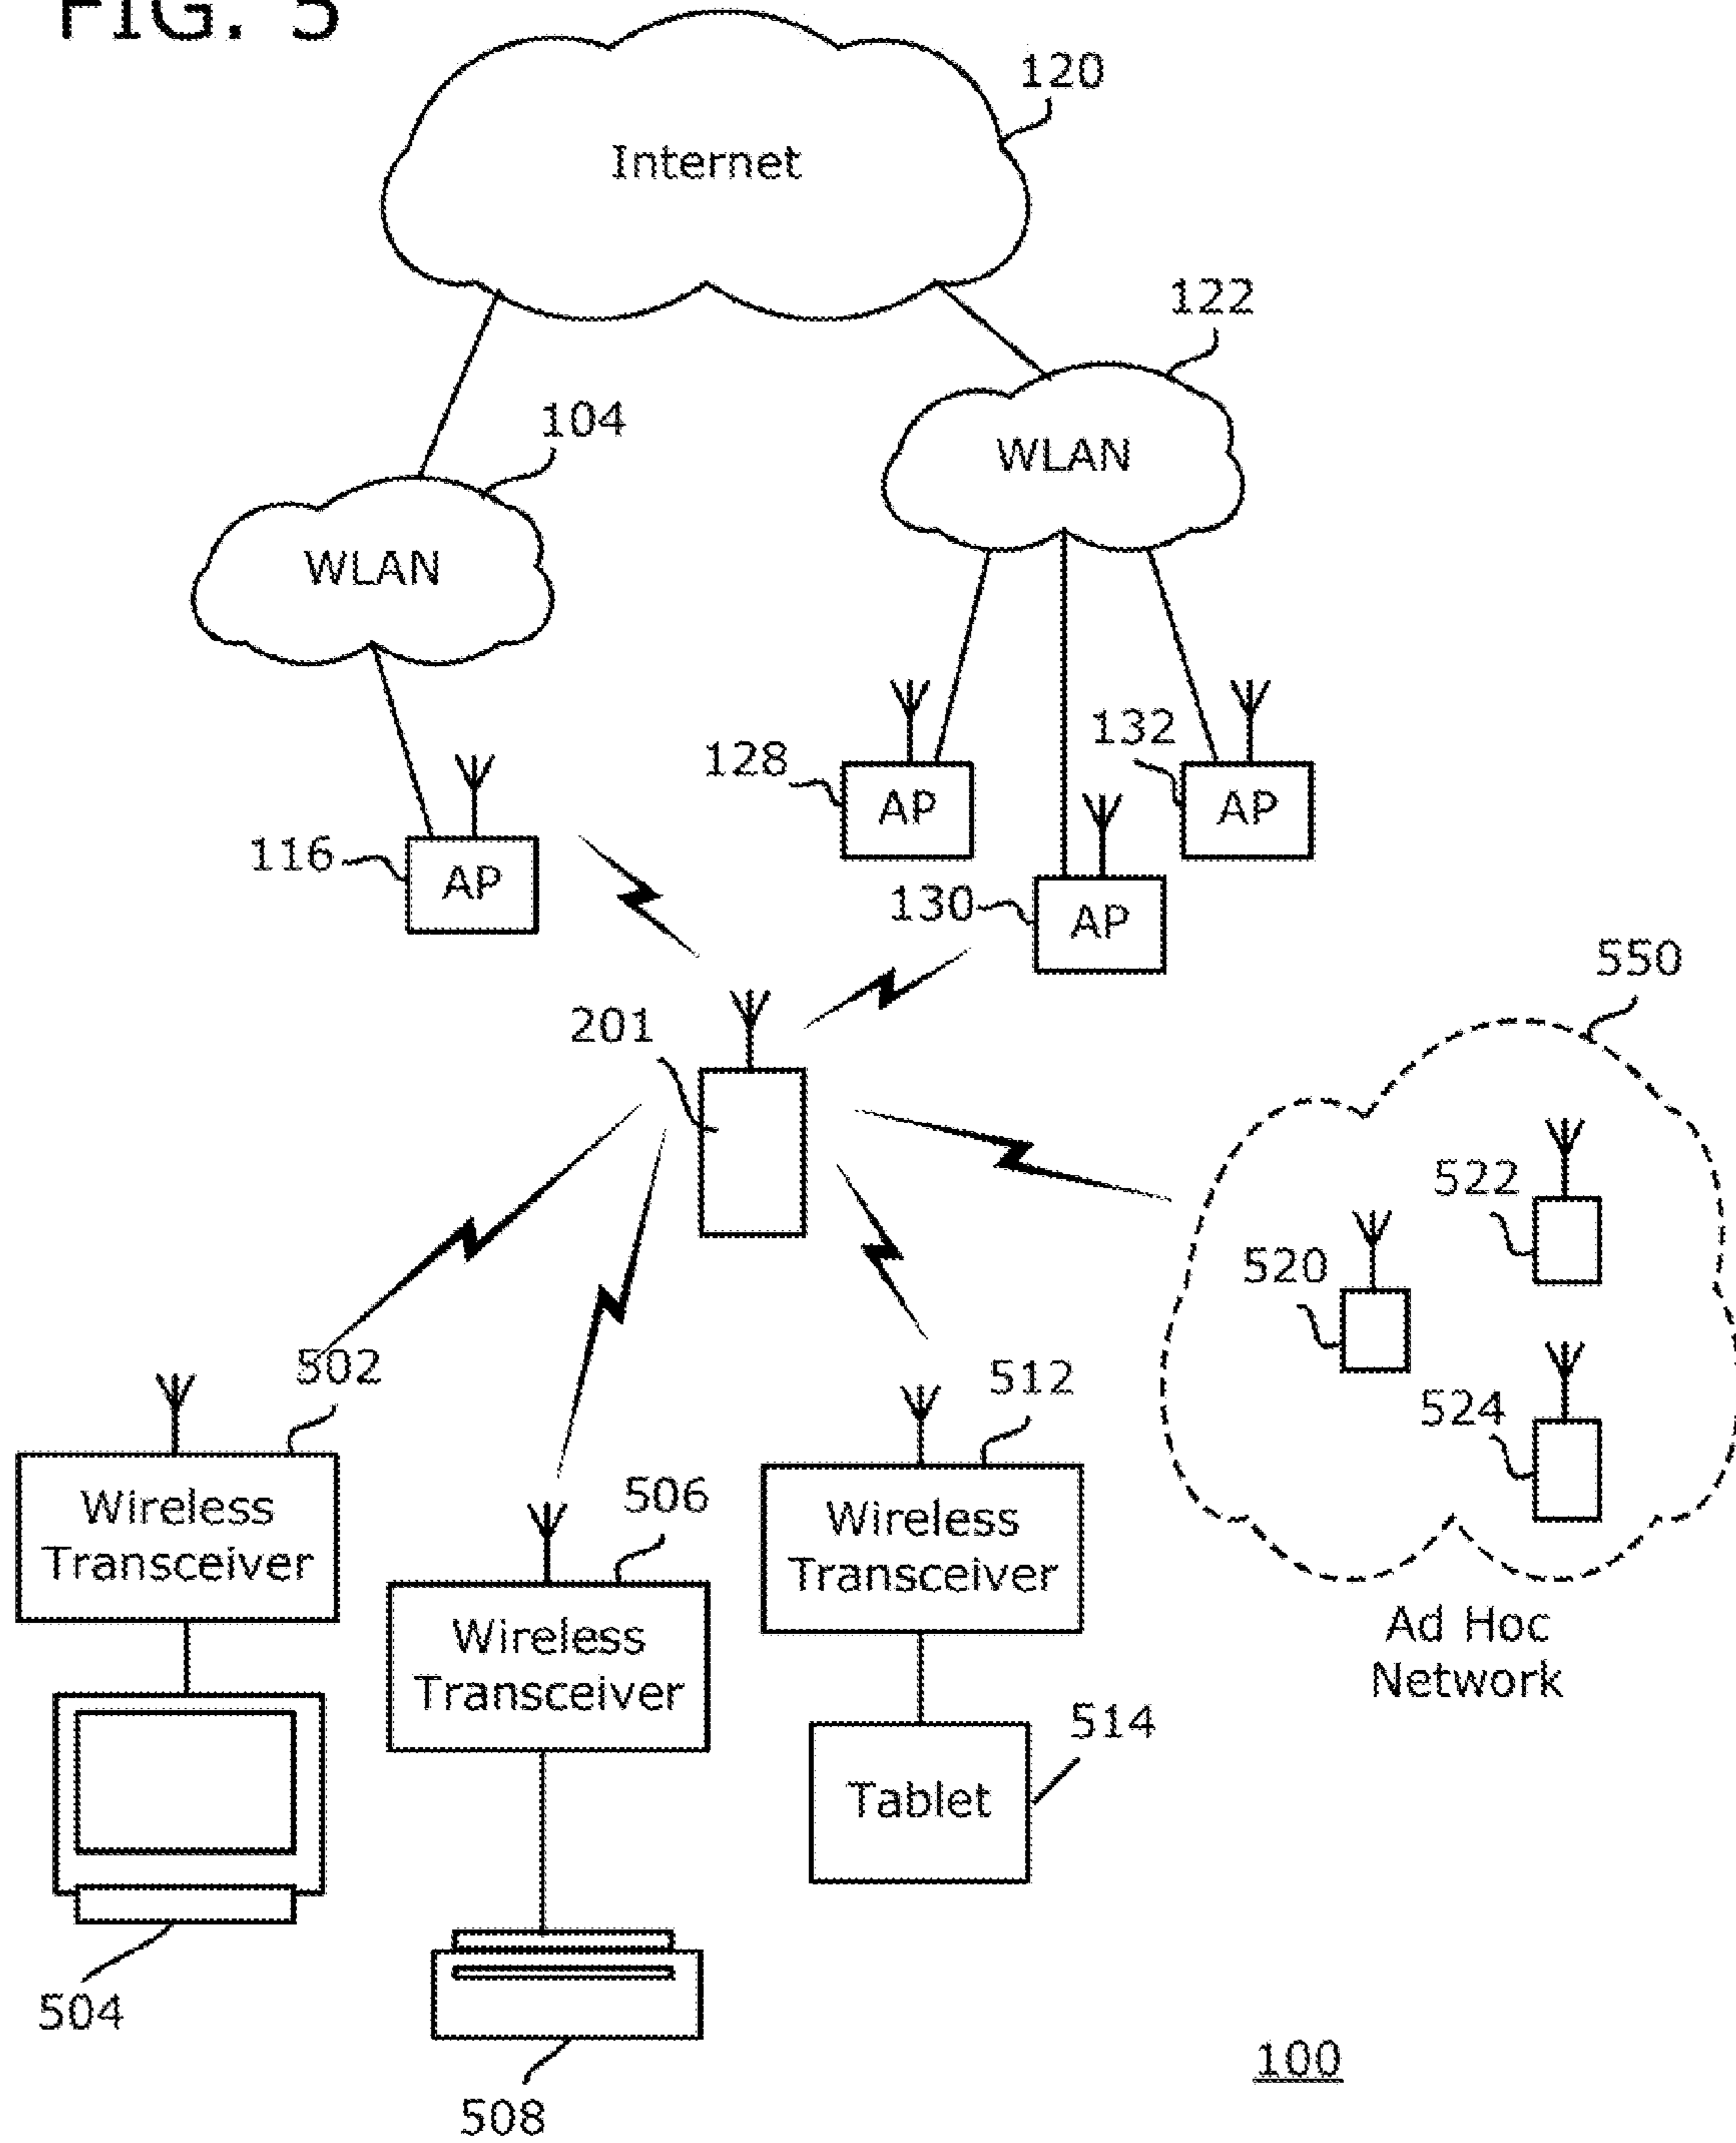 FIG. 5
120
Internet
122
104
WLAN
WLAN
132
128
AP
AP
116
AP
130
AP
550
201
522
520
502
512
524
Wireless
Transceiver
506
Wireless
Transceiver
Wireless
Transceiver
Ad Hoc
Network
514
Tablet
504
100
508